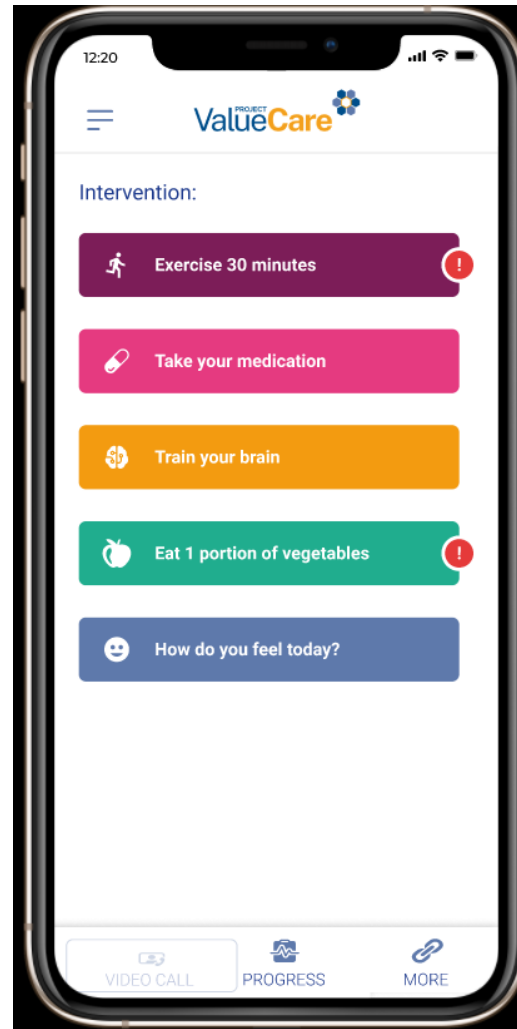 12:20
PROJECT
ValueCare
Intervention:
Exercise 30 minutes
!
Take your medication
Train your brain
Eat 1 portion of vegetables
!
How do you feel today?
VIDEO CALL
PROGRESS
MORE